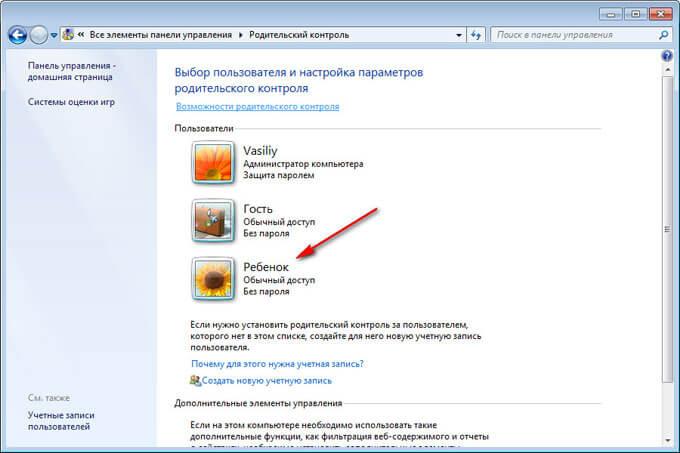 « Все элементы панели управления ▸ Родительский контроль
Поиск в панели управления
Панель управления -
домашняя страница
Системы оценки игр
Выбор пользователя и настройка параметров
родительского контроля
Возможности родительского контроля
Пользователи
Vasiliy
Администратор компьютера
Защита паролем
Гость
Обычный доступ
Без пароля
Ребенок
Обычный доступ
Без пароля
Если нужно установить родительский контроль за пользователем,
которого нет в этом списке, создайте для него новую учетную запись
пользователя.
Почему для этого нужна учетная запись?
Создать новую учетную запись
Дополнительные элементы управления
Если на этом компьютере необходимо использовать такие
дополнительные функции, как фильтрация веб-содержимого и отчеты
См. также
Учетные записи
пользователей